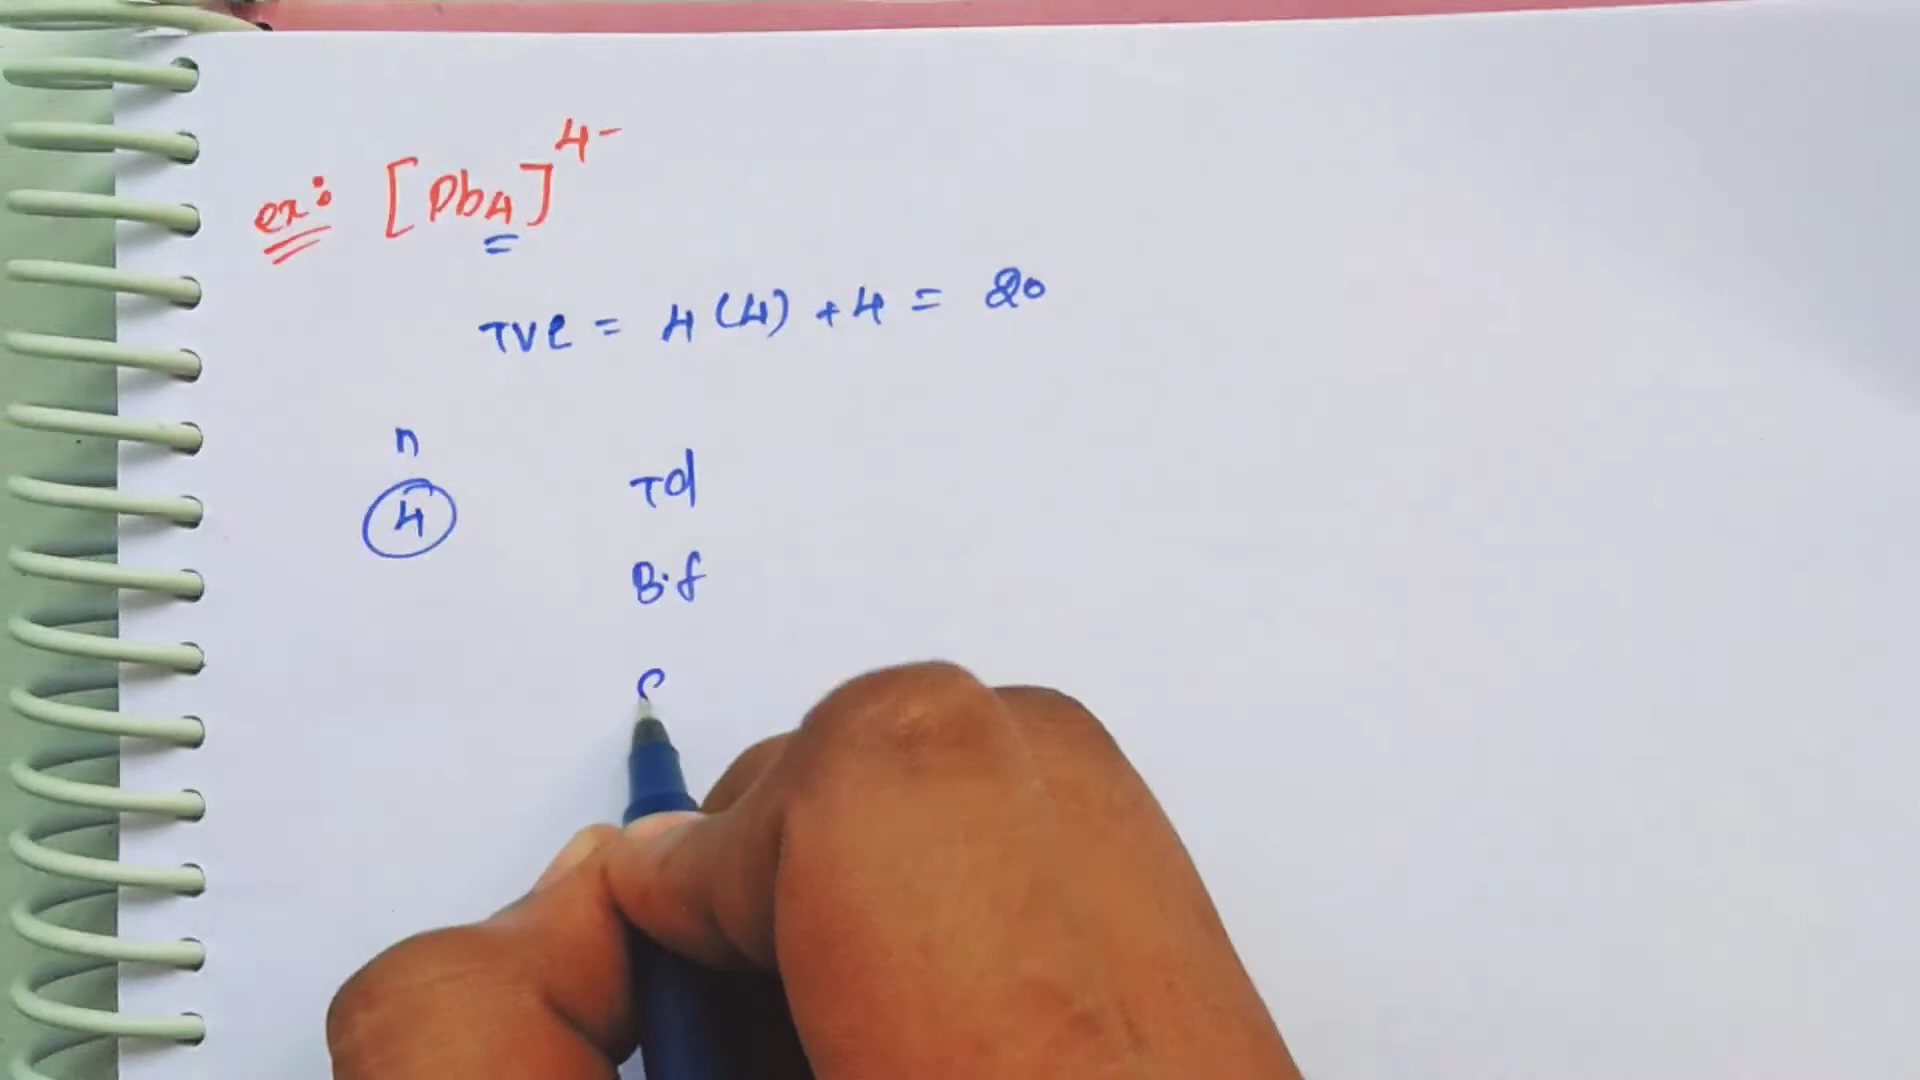 ex: [Pb4]4-
TVE = 4(4) + 4 = 20
n
4
Td
B.f